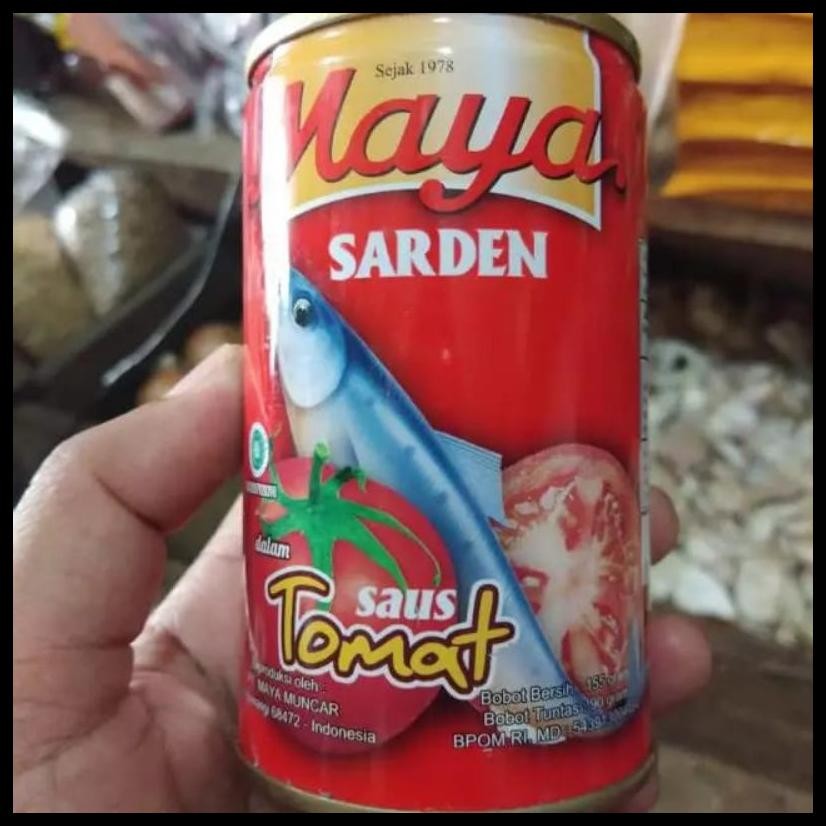 Sejak 1978
Maya
SARDEN
dalam
saus
Tomat
oleh :
MAYA MUNCAR
68472 - Indonesia
Bobot Bersih
Bobot Tuntas
BPOM RI. MD